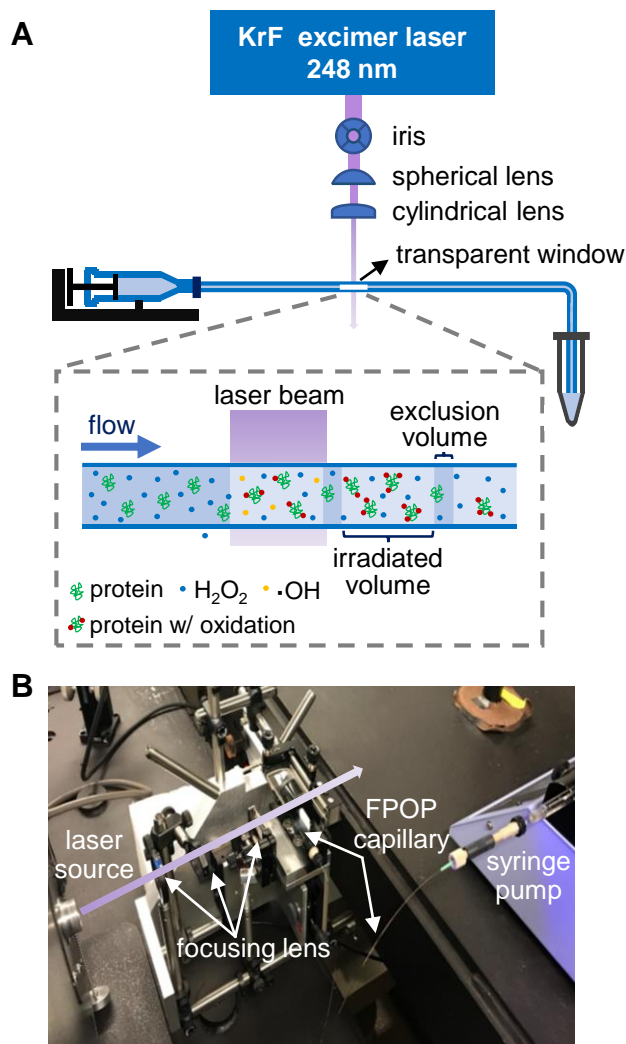 A
KrF excimer laser
248 nm
iris
spherical lens
cylindrical lens
transparent window
laser beam
exclusion
volume
flow
irradiated
volume
protein
H₂O₂
·OH
protein w/ oxidation
B
laser
source
FPOP
capillary
syringe
pump
focusing lens